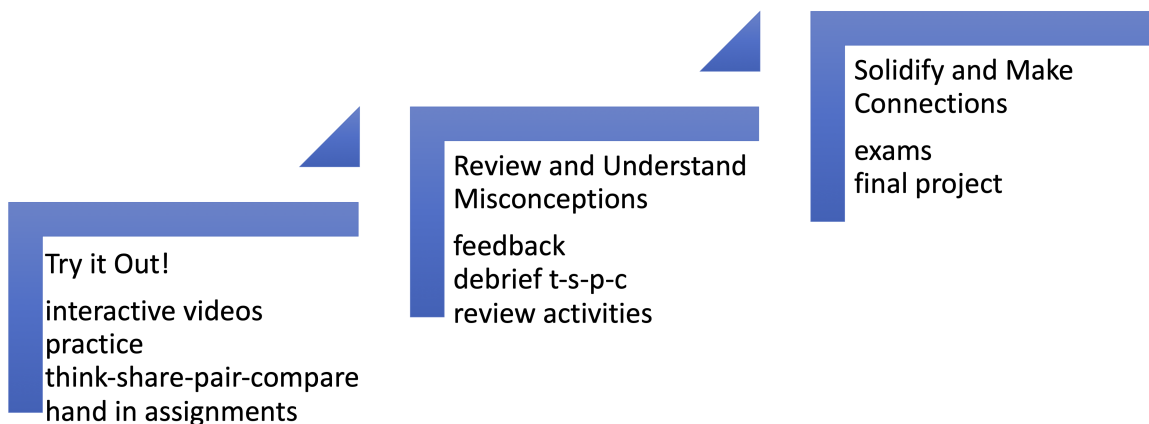 Try it Out!
interactive videos
practice
think-share-pair-compare
hand in assignments
Review and Understand
Misconceptions
feedback
debrief t-s-p-c
review activities
Solidify and Make
Connections
exams
final project